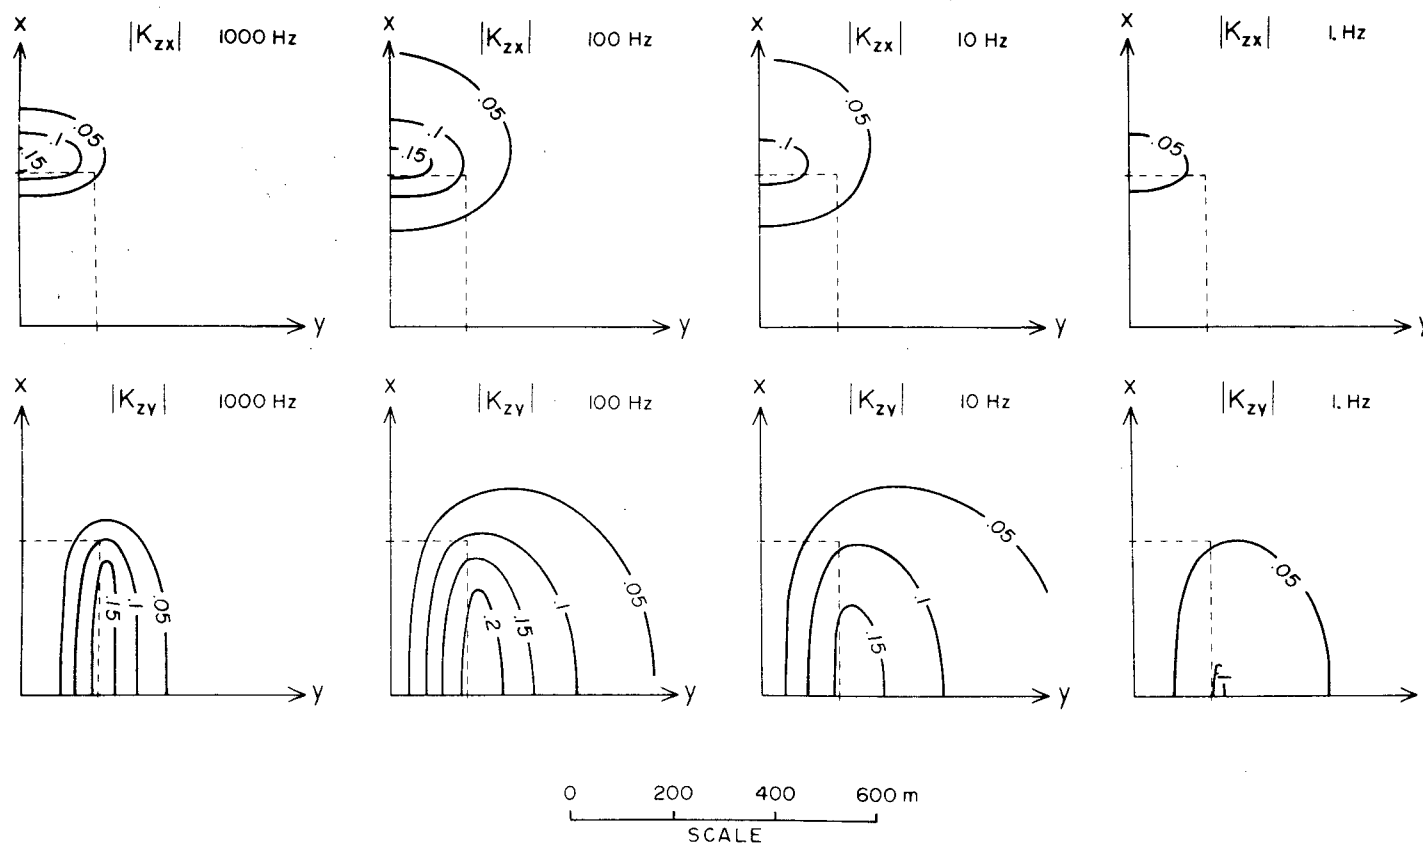 x |Kzx| 1000 Hz
.05
.1
.15
y
x |Kzx| 100 Hz
.05
.1
.15
y
x |Kzx| 10 Hz
.05
.1
y
x |Kzx| 1. Hz
.05
y
x |Kzy| 1000 Hz
.15
.1
.05
y
x |Kzy| 100 Hz
.2
.15
.1
.05
y
x |Kzy| 10 Hz
.05
.1
.15
y
x |Kzy| 1. Hz
.05
.1
0 200 400 600 m
SCALE